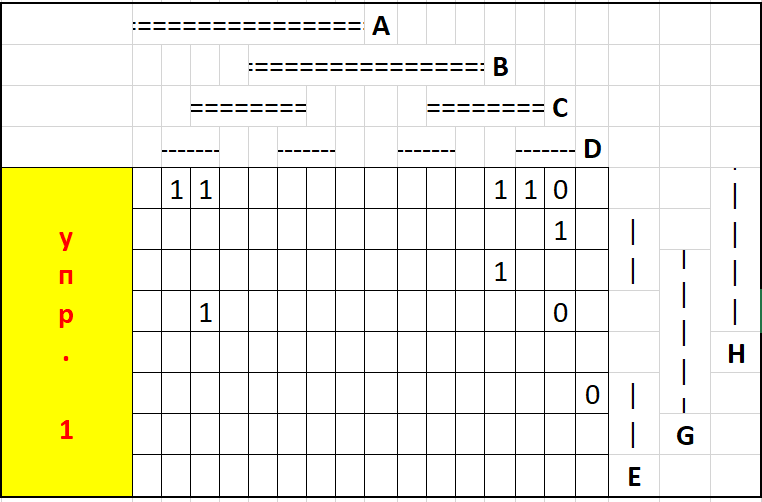 =============== A
=============== B
======== ======== C
------- ------- ------- ------- D
1 1 1 1 0 |
у 1 | |
п 1 | | |
р 1 0 | |
. | H
0 | |
1 | G
E